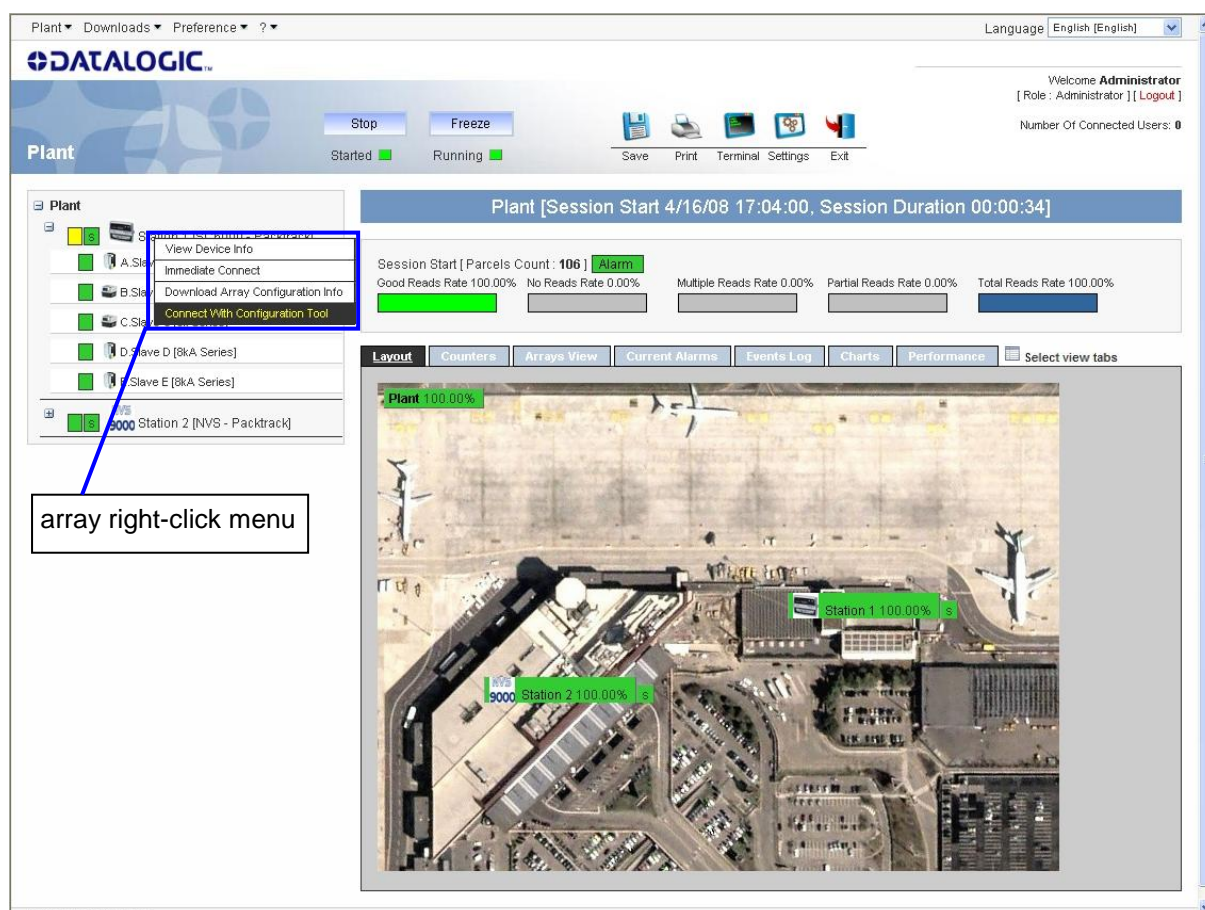 Plant Downloads Preference ?
Language English [English]
DATALOGIC™
Welcome Administrator
[ Role : Administrator ] [ Logout ]
Number Of Connected Users: 0
Plant
Stop Freeze
Started Running
Save Print Terminal Settings Exit
Plant
S
View Device Info
Immediate Connect
Download Array Configuration Info
Connect With Configuration Tool
A.Sla
B.Sla
C.Sla
D.Slave D [8kA Series]
Slave E [8kA Series]
s NVS 9000 Station 2 [NVS - Packtrack]
array right-click menu
Plant [Session Start 4/16/08 17:04:00, Session Duration 00:00:34]
Session Start [ Parcels Count : 106 ] Alarm
Good Reads Rate 100.00% No Reads Rate 0.00% Multiple Reads Rate 0.00% Partial Reads Rate 0.00% Total Reads Rate 100.00%
Layout Counters Arrays View Current Alarms Events Log Charts Performance Select view tabs
Plant 100.00%
Station 1 100.00% s
NVS 9000 Station 2 100.00% s